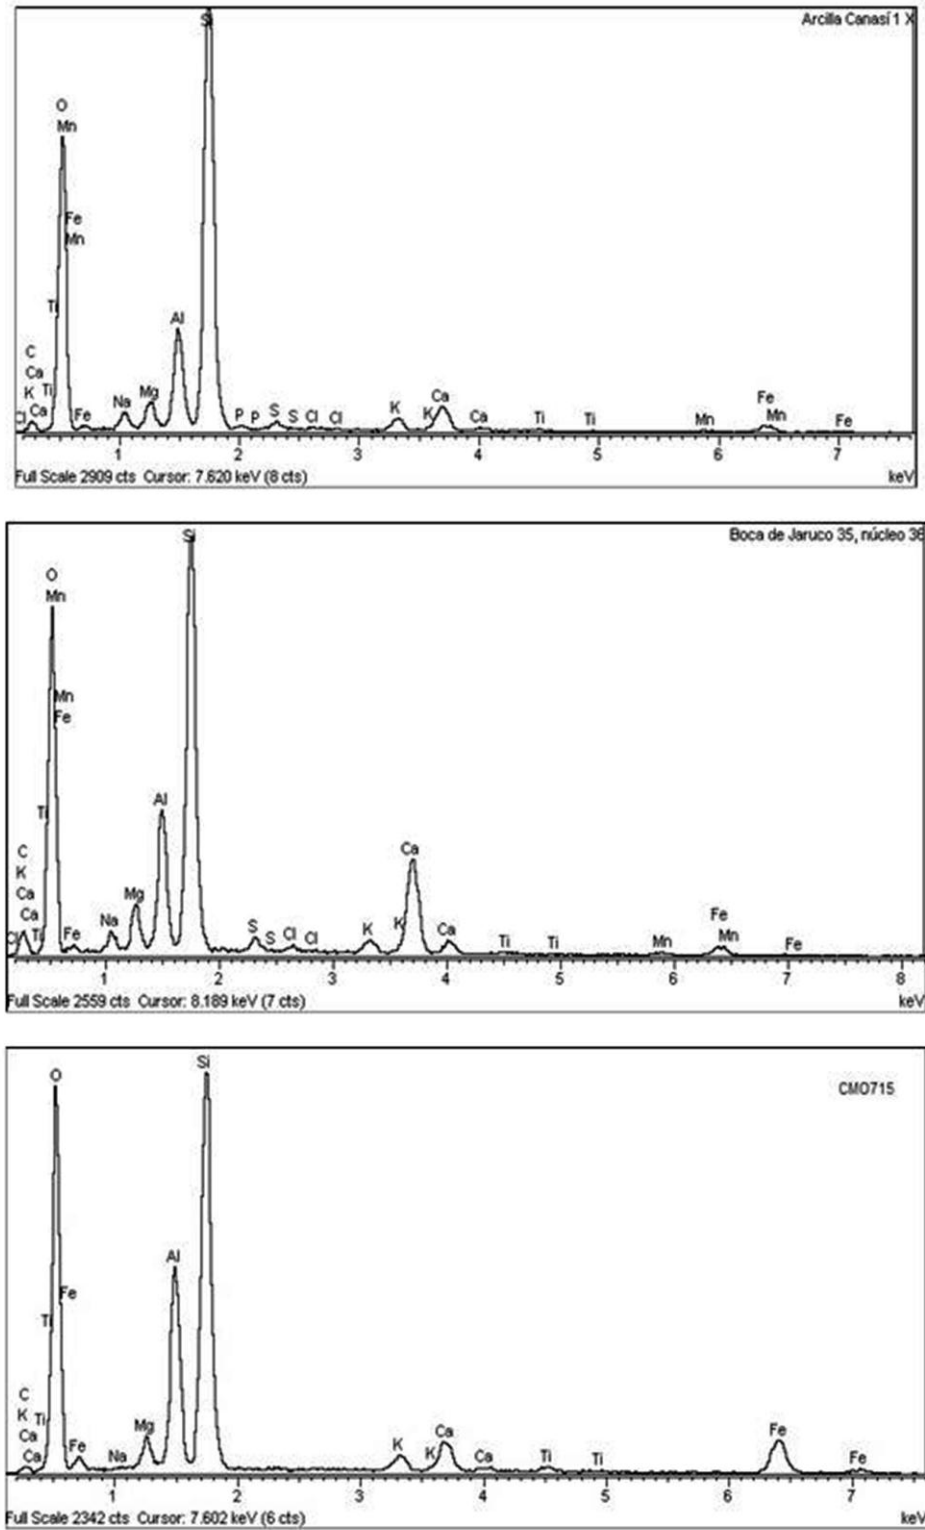 Arcilla Canasí 1 X
Si
O
Mn
Fe
Mn
Ti
Al
C
Ca
K
Ti
Cl
Ca
Fe
Na
Mg
P
P
S
S
Cl
Cl
K
K
Ca
Ca
Ti
Ti
Mn
Fe
Mn
Fe
1 2 3 4 5 6 7
Full Scale 2909 cts Cursor: 7.620 keV (8 cts) keV
Boca de Jaruco 35, núcleo 36
Si
O
Mn
Mn
Fe
Ti
Al
C
K
Ca
Ca
Cl
Ti
Fe
Na
Mg
S
S
Cl
Cl
K
K
Ca
Ca
Ti
Ti
Mn
Fe
Mn
Fe
1 2 3 4 5 6 7 8
Full Scale 2559 cts Cursor: 8.189 keV (7 cts) keV
CM0715
Si
O
Al
Fe
Ti
C
K
Ti
Ca
Ca
Fe
Na
Mg
K
K
Ca
Ca
Ti
Ti
Fe
Fe
1 2 3 4 5 6 7
Full Scale 2342 cts Cursor: 7.602 keV (6 cts) keV